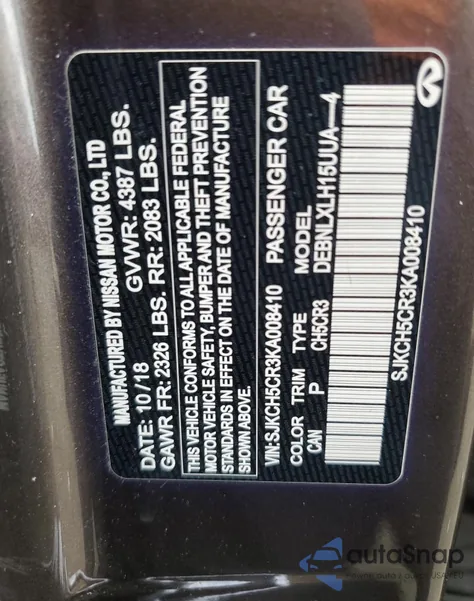 MANUFACTURED BY NISSAN MOTOR CO., LTD
DATE: 10/18 GVWR: 4387 LBS.
GAWR FR: 2326 LBS. RR: 2083 LBS.
THIS VEHICLE CONFORMS TO ALL APPLICABLE FEDERAL
MOTOR VEHICLE SAFETY, BUMPER AND THEFT PREVENTION
STANDARDS IN EFFECT ON THE DATE OF MANUFACTURE
SHOWN ABOVE.
VIN:SJKCH5CR3KA008410 PASSENGER CAR
COLOR TRIM TYPE MODEL
CAN P CH5CR3 DEBNLXLH15UUA-4
SJKCH5CR3KA008410
autoSnap